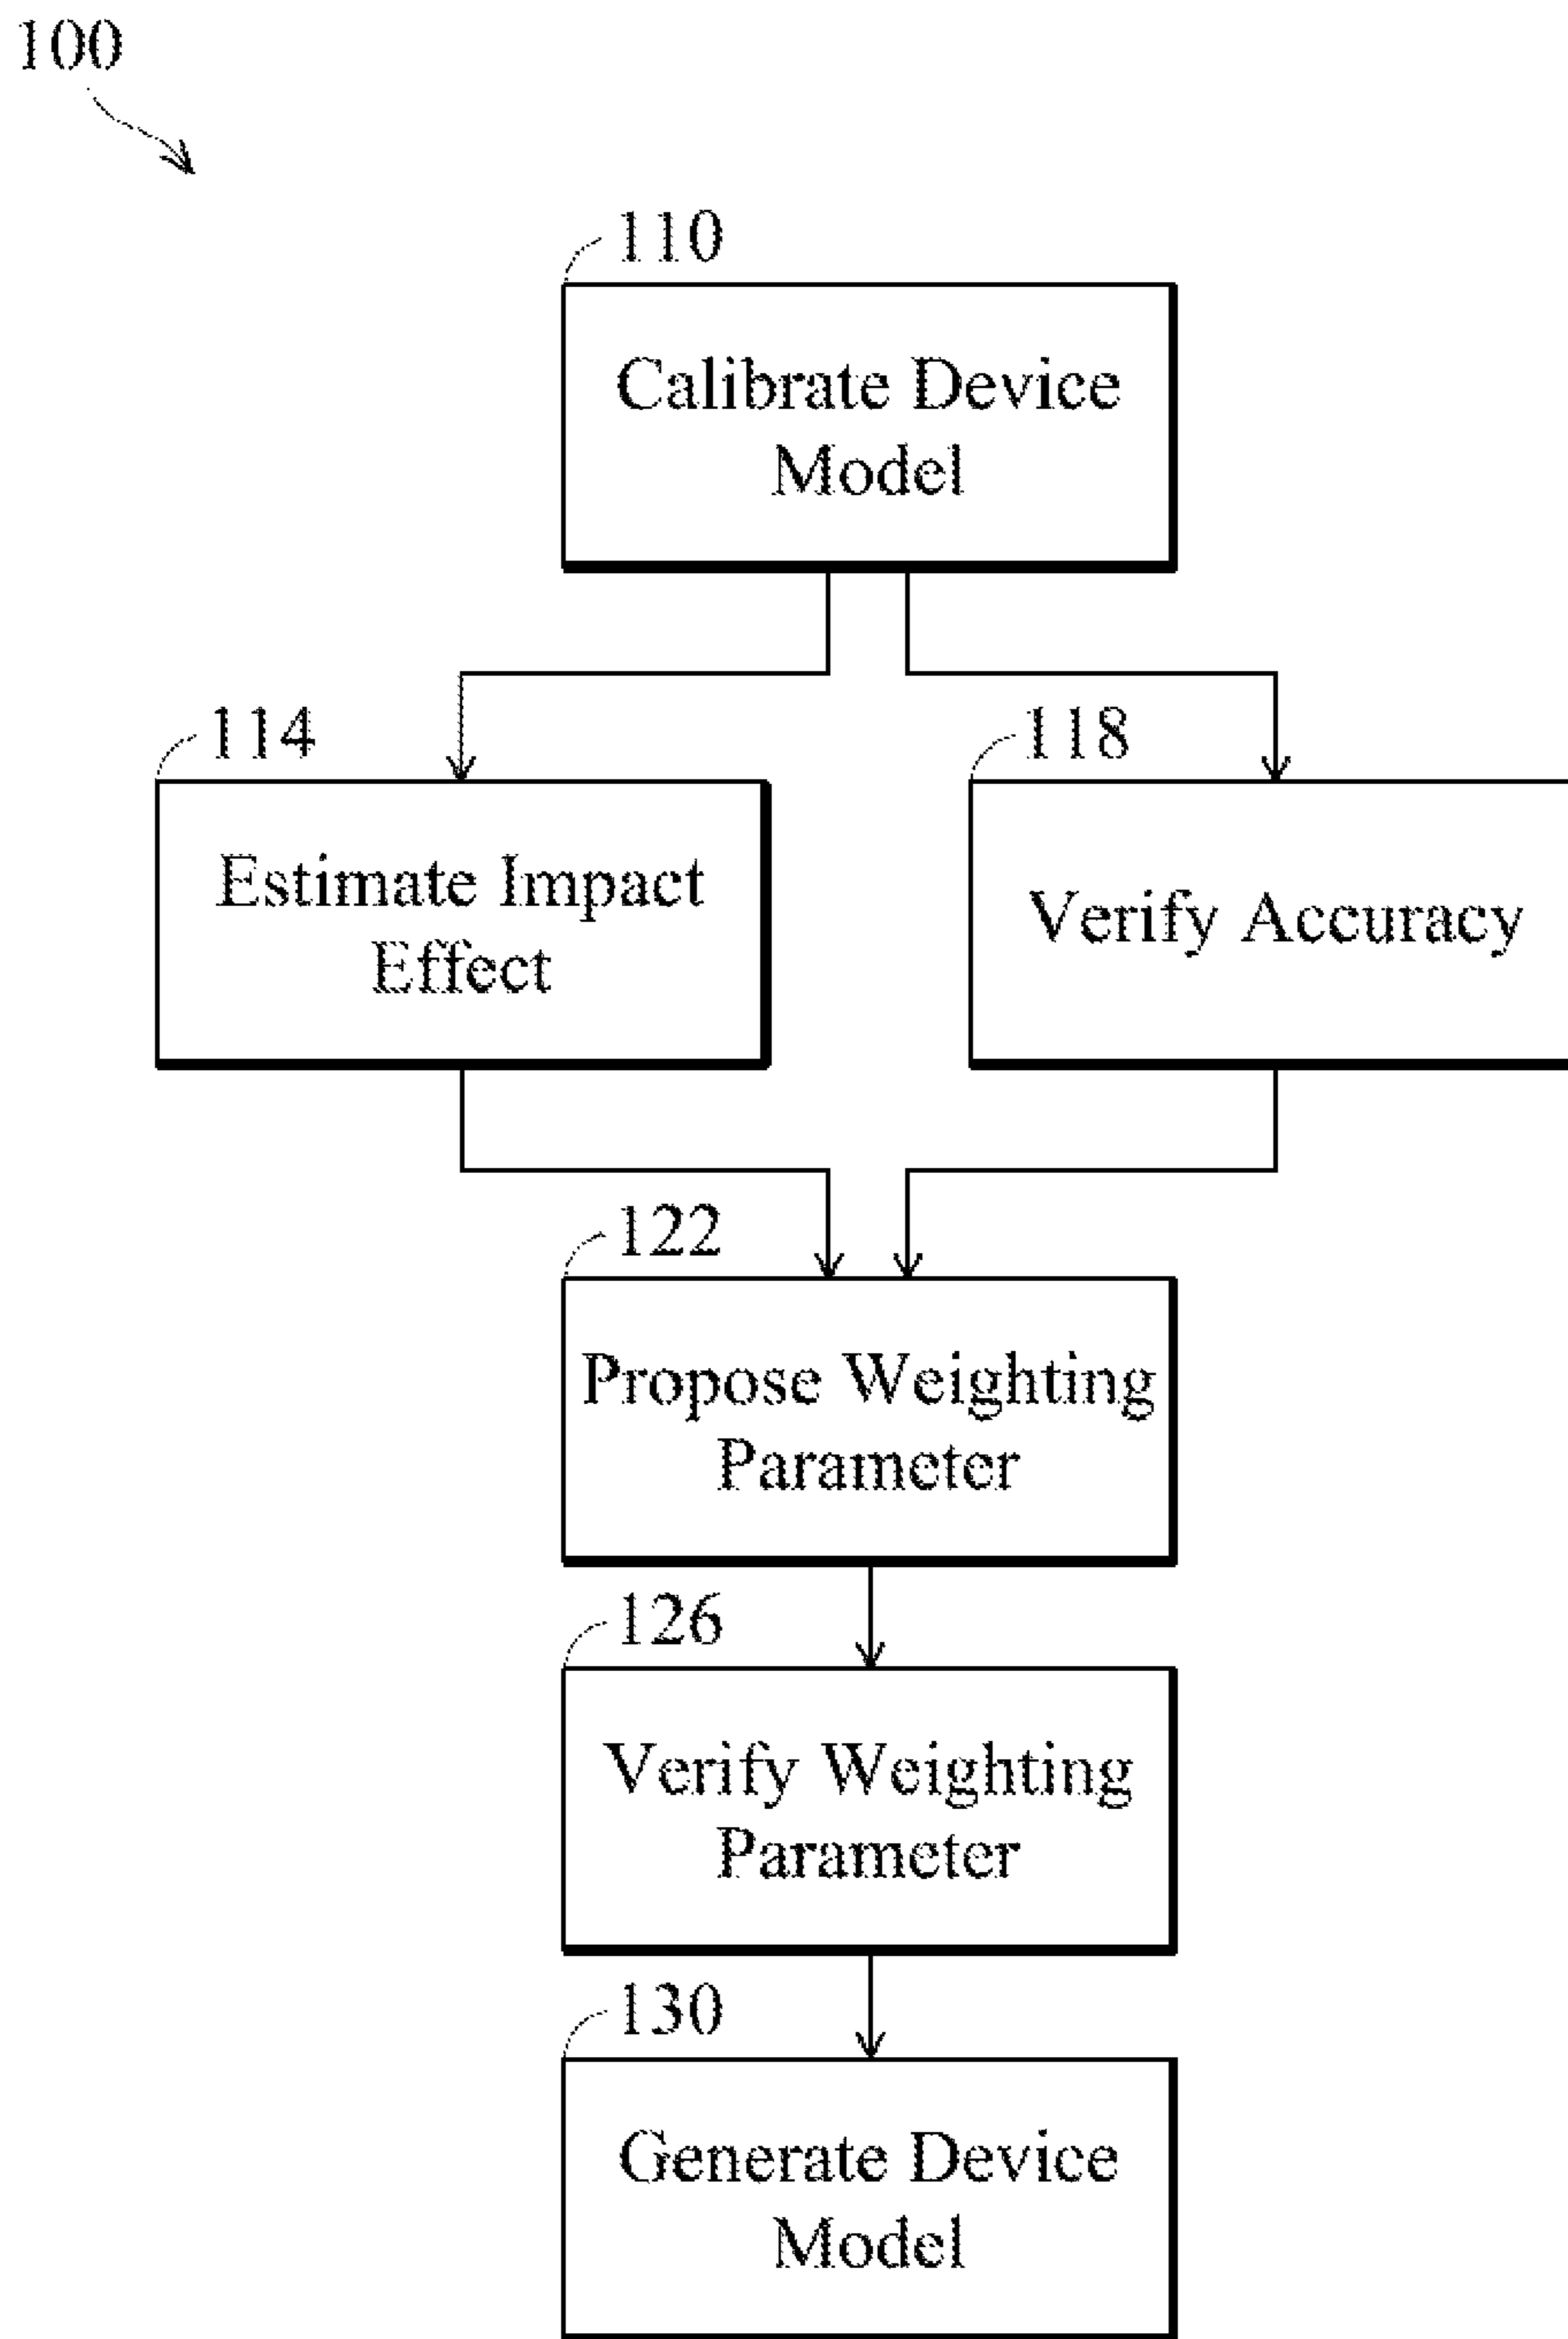 100
110
Calibrate Device
Model
114
Estimate Impact
Effect
118
Verify Accuracy
122
Propose Weighting
Parameter
126
Verify Weighting
Parameter
130
Generate Device
Model